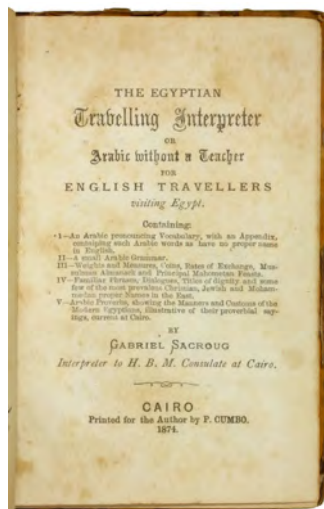 THE EGYPTIAN
Travelling Interpreter
OR
Arabic without a Teacher
FOR
ENGLISH TRAVELLERS
visiting Egypt.
Containing:
I—An Arabic pronouncing Vocabulary, with an Appendix,
containing such Arabic words as have no proper name
in English.
II—A small Arabic Grammar.
III—Weights and Measures, Coins, Rates of Exchange, Mus-
sulman Almanack and Principal Mahometan Feasts.
IV—Familiar Phrases, Dialogues, Titles of dignity and some
few of the most prevalent Christian, Jewish and Moham-
medan proper Names in the East.
V—Arabic Proverbs, showing the Manners and Customs of the
Modern Egyptians, illustrative of their proverbial say-
ings, current at Cairo.
BY
GABRIEL SACROUG
Interpreter to H. B. M. Consulate at Cairo.
CAIRO
Printed for the Author by P. CUMBO.
1874.